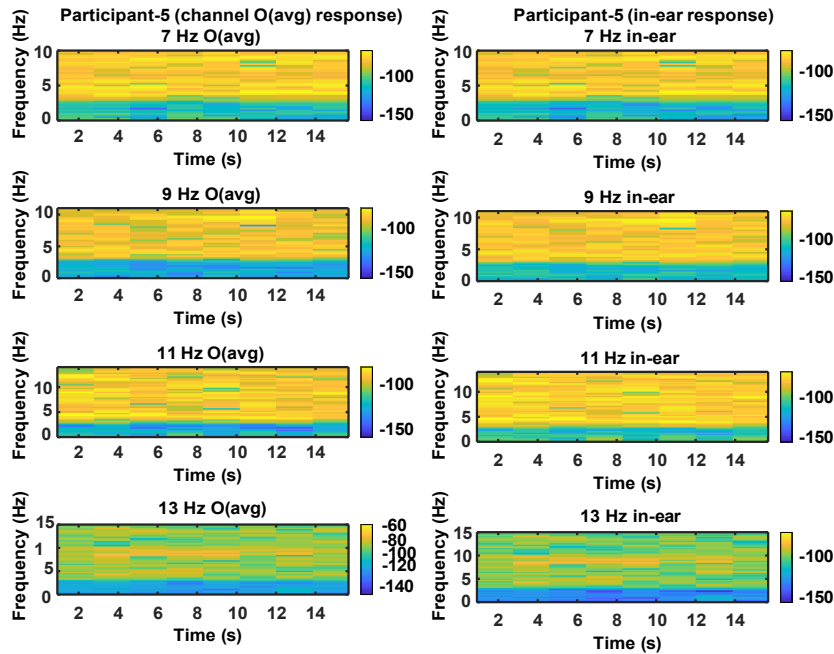 Participant-5 (channel O(avg) response)
7 Hz O(avg)
Frequency (Hz)
10
5
0
2 4 6 8 10 12 14
Time (s)
-100
-150
Participant-5 (in-ear response)
7 Hz in-ear
Frequency (Hz)
10
5
0
2 4 6 8 10 12 14
Time (s)
-100
-150
9 Hz O(avg)
Frequency (Hz)
10
5
0
2 4 6 8 10 12 14
Time (s)
-100
-150
9 Hz in-ear
Frequency (Hz)
10
5
0
2 4 6 8 10 12 14
Time (s)
-100
-150
11 Hz O(avg)
Frequency (Hz)
10
5
0
2 4 6 8 10 12 14
Time (s)
-100
-150
11 Hz in-ear
Frequency (Hz)
10
5
0
2 4 6 8 10 12 14
Time (s)
-100
-150
13 Hz O(avg)
Frequency (Hz)
15
1
5
0
2 4 6 8 10 12 14
Time (s)
-60
-80
-100
-120
-140
13 Hz in-ear
Frequency (Hz)
15
10
5
0
2 4 6 8 10 12 14
Time (s)
-100
-150